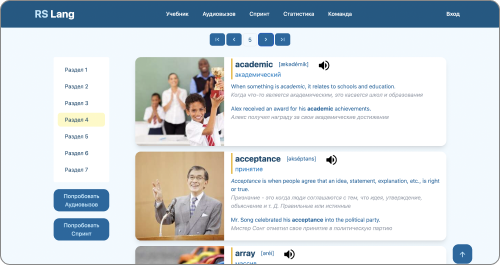 RS Lang
Учебник Аудиовызов Спринт Статистика Команда
Вход
6
Раздел 1
Раздел 2
Раздел 3
Раздел 4
Раздел 5
Раздел 6
Раздел 7
Попробовать
Аудиовызов
Попробовать
Спринт
academic [ækədémik]
академический
When something is academic, it relates to schools and education.
Когда что-то является академическим, это касается школ и образования
Alex received an award for his academic achievements.
Алекс получил награду за свои академические достижения
acceptance [ækséptəns]
принятие
Acceptance is when people agree that an idea, statement, explanation, etc., is right
or true.
Признание - это когда люди соглашаются с тем, что идея, утверждение,
объяснение и т. Д. Правильные или истинные
Mr. Song celebrated his acceptance into the political party.
Мистер Сонг отметил свое принятие в политическую партию
array [əréi]
массив